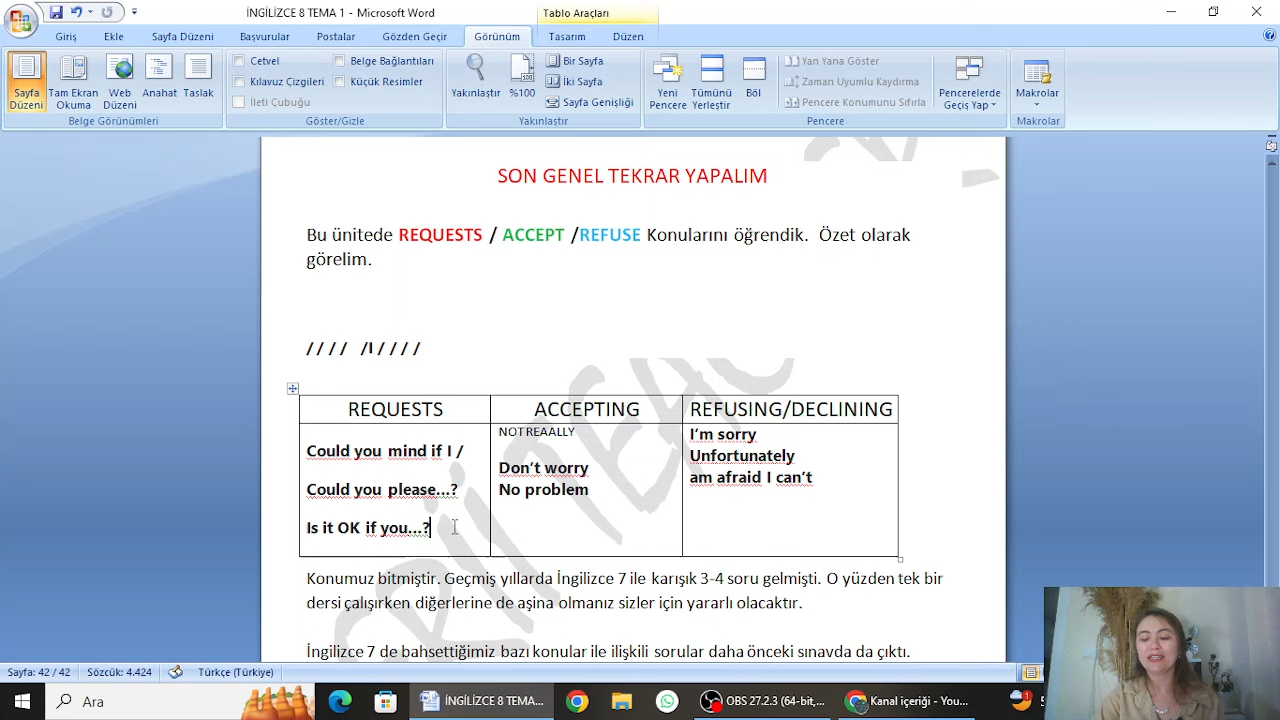 İNGİLİZCE 8 TEMA 1 - Microsoft Word
Tablo Araçları
Giriş Ekle Sayfa Düzeni Başvurular Postalar Gözden Geçir Görünüm Tasarım Düzen
Sayfa Düzeni
Tam Ekran Okuma
Web Düzeni
Anahat
Taslak
Belge Görünümleri
Cetvel
Kılavuz Çizgileri
İleti Çubuğu
Belge Bağlantıları
Küçük Resimler
Göster/Gizle
Yakınlaştır
%100
Bir Sayfa
İki Sayfa
Sayfa Genişliği
Yakınlaştır
Yeni Pencere
Tümünü Yerleştir
Böl
Yan Yana Göster
Zaman Uyumlu Kaydırma
Pencere Konumunu Sıfırla
Pencerelerde Geçiş Yap
Pencere
Makrolar
Makrolar
SON GENEL TEKRAR YAPALIM
Bu ünitede REQUESTS / ACCEPT /REFUSE Konularını öğrendik. Özet olarak
görelim.
/ / / / /I / / / /
REQUESTS
Could you mind if I /
Could you please...?
Is it OK if you...?
ACCEPTING
NOTREAALLY
Don't worry
No problem
REFUSING/DECLINING
I'm sorry
Unfortunately
am afraid I can't
Konumuz bitmiştir. Geçmiş yıllarda İngilizce 7 ile karışık 3-4 soru gelmişti. O yüzden tek bir
dersi çalışırken diğerlerine de aşina olmanız sizler için yararlı olacaktır.
İngilizce 7 de bahsettiğimiz bazı konular ile ilişkili sorular daha önceki sınavda da çıktı.
Sayfa: 42 / 42 Sözcük: 4.424 Türkçe (Türkiye)
Ara
İNGİLİZCE 8 TEMA...
OBS 27.2.3 (64-bit,...
Kanal içeriği - You...